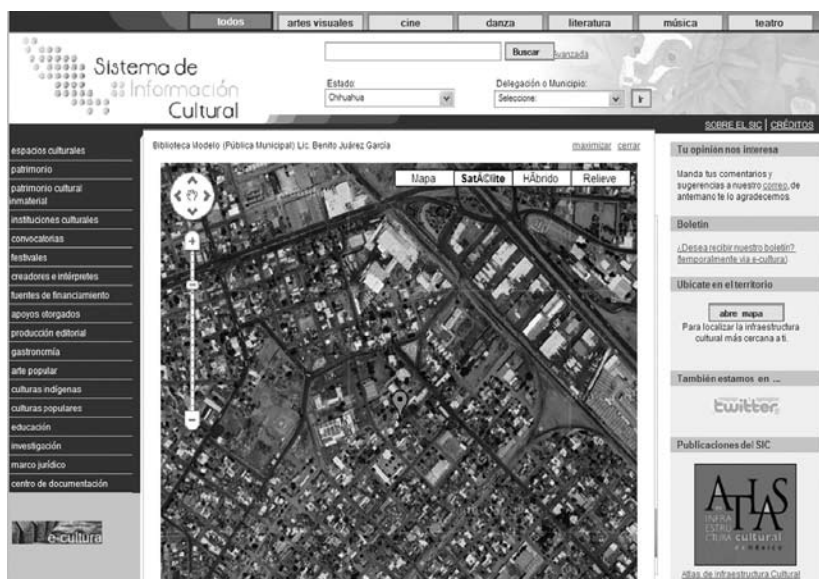 todos
artes visuales
cine
danza
literatura
música
teatro
Sistema de
Información
Cultural
Buscar
Avanzada
Estado:
Chihuahua
Delegación o Municipio:
Seleccione:
Ir
SOBRE EL SIC | CRÉDITOS
espacios culturales
patrimonio
patrimonio cultural
inmaterial
instituciones culturales
convocatorias
festivales
creadores e intérpretes
fuentes de financiamiento
apoyos otorgados
producción editorial
gastronomía
arte popular
culturas indígenas
culturas populares
educación
investigación
marco jurídico
centro de documentación
e-cultura
Biblioteca Modelo (Pública Municipal) Lic. Benito Juárez García
maximizar cerrar
Mapa
SatÃ©lite
HÃbrido
Relieve
Tu opinión nos interesa
Manda tus comentarios y
sugerencias a nuestro correo, de
antemano te lo agradecemos.
Boletín
¿Desea recibir nuestro boletín?
(temporalmente vía e-cultura)
Ubícate en el territorio
abre mapa
Para localizar la infraestructura
cultural más cercana a ti.
También estamos en ...
twitter
Publicaciones del SIC
ATLAS
INFRA
ESTRU
CTURA cultural
de MÉXICO
Atlas de Infraestructura Cultural